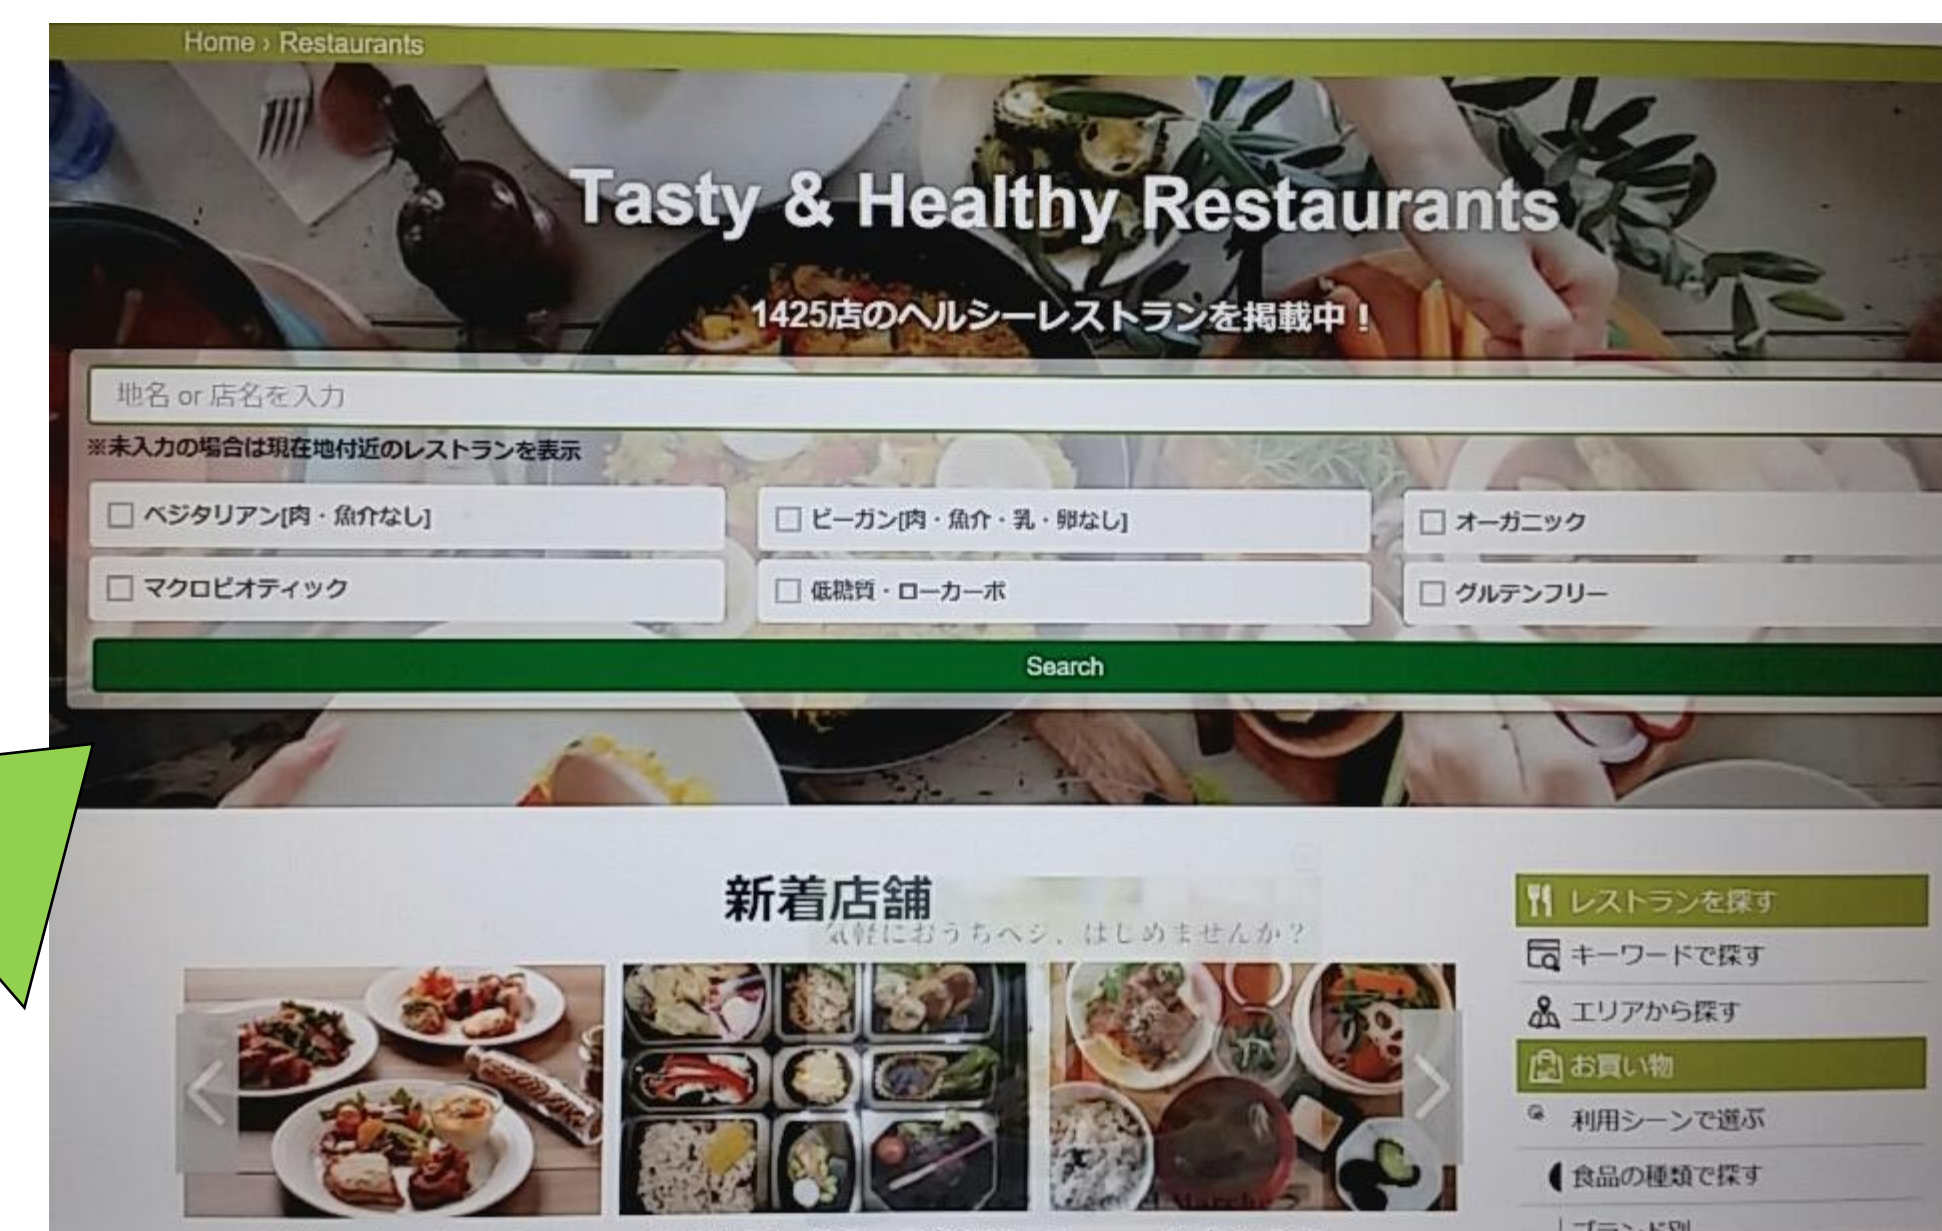 Home › Restaurants
Tasty & Healthy Restaurants
1425店のヘルシーレストランを掲載中！
地名 or 店名を入力
※未入力の場合は現在地付近のレストランを表示
ベジタリアン[肉・魚介なし]
ビーガン[肉・魚介・乳・卵なし]
オーガニック
マクロビオティック
低糖質・ローカーボ
グルテンフリー
Search
新着店舗
気軽におうちベジ、はしめませんか？
レストランを探す
キーワードで探す
エリアから探す
お買い物
利用シーンで選ぶ
食品の種類で探す
ブランド別